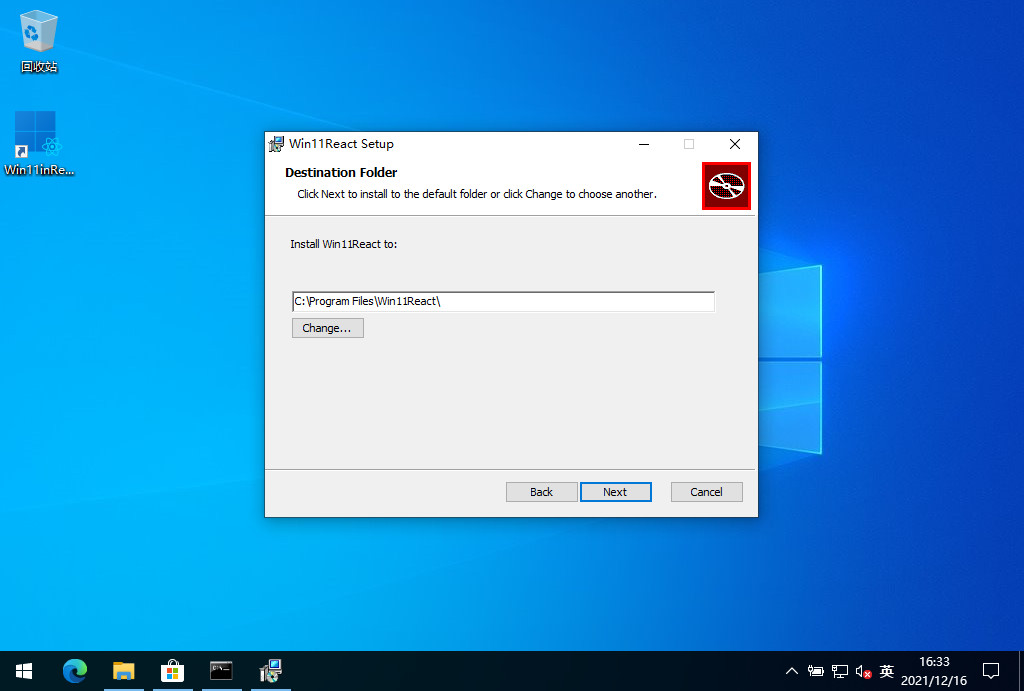 回收站
Win11inRe...
Win11React Setup
Destination Folder
Click Next to install to the default folder or click Change to choose another.
Install Win11React to:
C:\Program Files\Win11React\
Change...
Back
Next
Cancel
英
16:33
2021/12/16